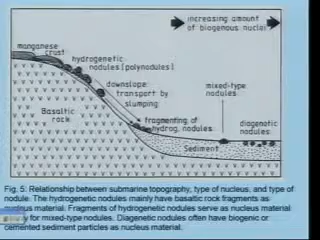 increasing amount
of biogenous nuclei
manganese
crust
hydrogenetic
nodules (polynodules)
downslope
transport by
slumping
mixed-type
nodules
Basaltic
rock
fragmenting of
hydrog. nodules
diagenetic
nodules
Sediment
Fig. 5: Relationship between submarine topography, type of nucleus, and type of
nodule. The hydrogenetic nodules mainly have basaltic rock fragments as
nucleus material. Fragments of hydrogenetic nodules serve as nucleus material
for mixed-type nodules. Diagenetic nodules often have biogenic or
cemented sediment particles as nucleus material.